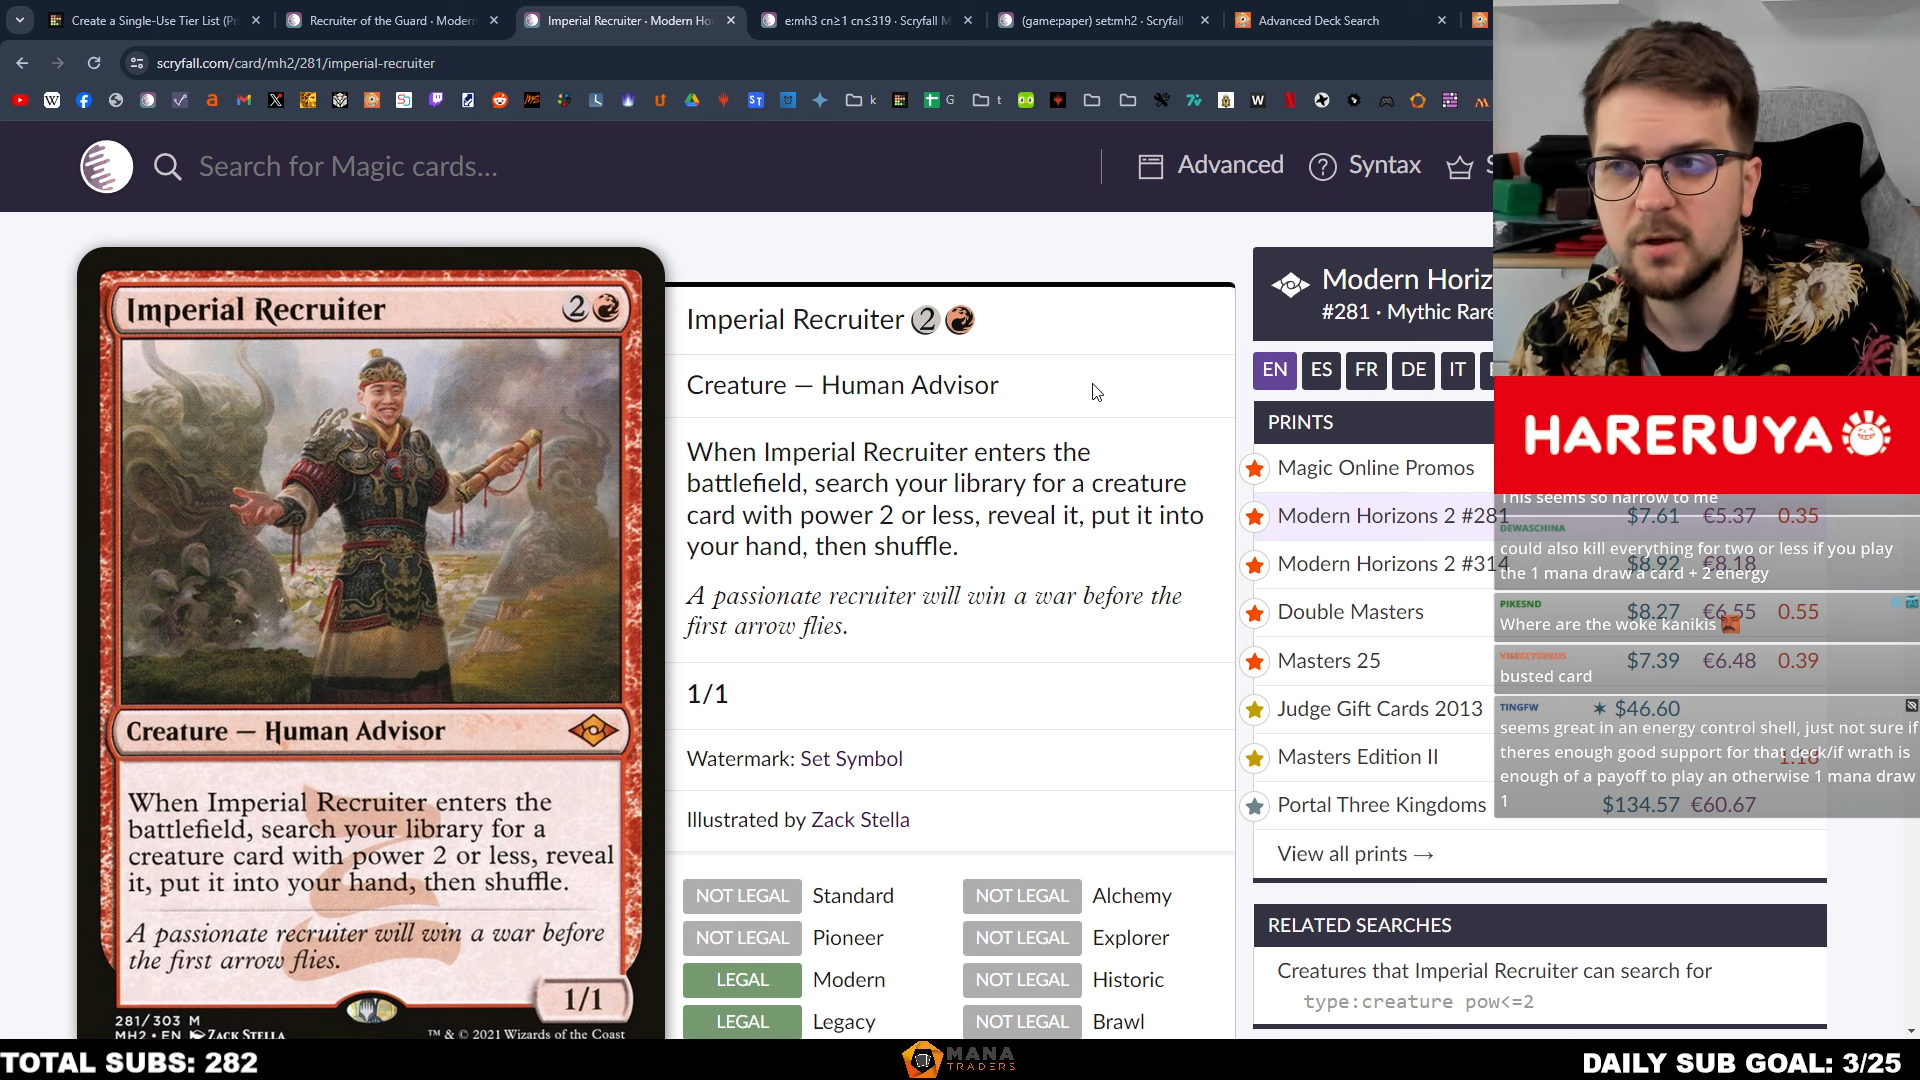 Create a Single-Use Tier List (Pr
Recruiter of the Guard · Modern
Imperial Recruiter · Modern Ho
e:mh3 cn≥1 cn≤319 · Scryfall M
(game:paper) set:mh2 · Scryfall
Advanced Deck Search
scryfall.com/card/mh2/281/imperial-recruiter
k
G
t
Search for Magic cards...
Advanced
Syntax
S
Imperial Recruiter 2
Creature — Human Advisor
When Imperial Recruiter enters the
battlefield, search your library for a
creature card with power 2 or less, reveal
it, put it into your hand, then shuffle.
A passionate recruiter will win a war before
the first arrow flies.
1/1
281/303 M
MH2 • EN ZACK STELLA
™ & © 2021 Wizards of the Coast
Imperial Recruiter 2
Creature — Human Advisor
When Imperial Recruiter enters the
battlefield, search your library for a creature
card with power 2 or less, reveal it, put it into
your hand, then shuffle.
A passionate recruiter will win a war before the
first arrow flies.
1/1
Watermark: Set Symbol
Illustrated by Zack Stella
NOT LEGAL Standard NOT LEGAL Alchemy
NOT LEGAL Pioneer NOT LEGAL Explorer
LEGAL Modern NOT LEGAL Historic
LEGAL Legacy NOT LEGAL Brawl
Modern Horiz
#281 · Mythic Rare
EN ES FR DE IT
PRINTS
Magic Online Promos
Modern Horizons 2 #281 $7.61 €5.37 0.35
Modern Horizons 2 #314 $8.92 €8.18
Double Masters $8.27 €6.55 0.55
Masters 25 $7.39 €6.48 0.39
Judge Gift Cards 2013 ✶ $46.60
Masters Edition II 1.18
Portal Three Kingdoms $134.57 €60.67
View all prints →
RELATED SEARCHES
Creatures that Imperial Recruiter can search for
type:creature pow<=2
HARERUYA
This seems so narrow to me
DEWASCHINA
could also kill everything for two or less if you play
the 1 mana draw a card + 2 energy
PIKESND
Where are the woke kanikis
busted card
TINGFW
seems great in an energy control shell, just not sure if
theres enough good support for that deck/if wrath is
enough of a payoff to play an otherwise 1 mana draw
1
TOTAL SUBS: 282
MANA
TRADERS
DAILY SUB GOAL: 3/25